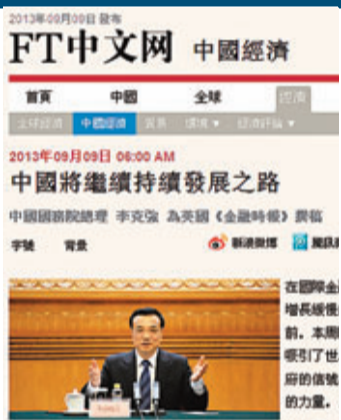 2013年09月09日 發布
FT中文网 中國經濟
首頁 中國 全球 經濟
全球經濟 中國經濟 貿易 環境 ▼ 經濟評論 ▼
2013年09月09日 06:00 AM
中國將繼續持續發展之路
中國國務院總理 李克強 為英國《金融時報》撰稿
字號 背景 新浪微博 騰訊
在國際金
增長緩慢
前。本周
吸引了世
府的信號
的力量。